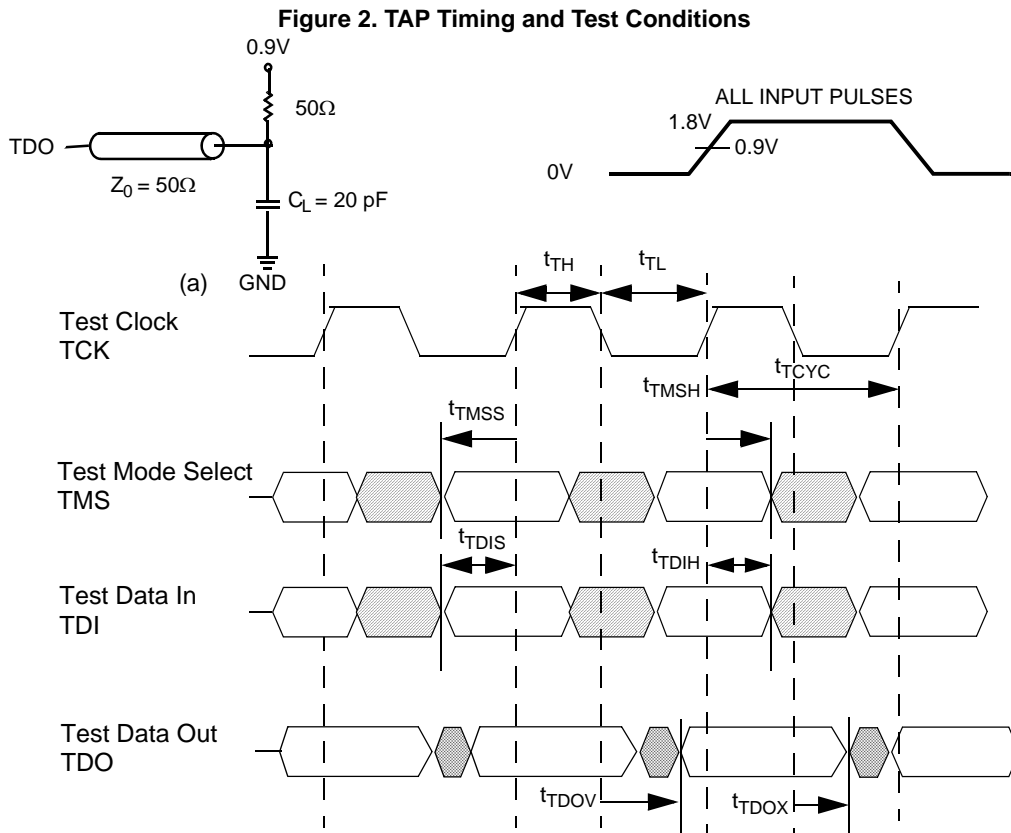 Figure 2. TAP Timing and Test Conditions
0.9V
50Ω
TDO
Z0 = 50Ω
CL = 20 pF
(a)
GND
ALL INPUT PULSES
1.8V
0.9V
0V
tTH
tTL
Test Clock
TCK
tTCYC
tTMSH
tTMSS
Test Mode Select
TMS
tTDIS
tTDIH
Test Data In
TDI
Test Data Out
TDO
tTDOV
tTDOX